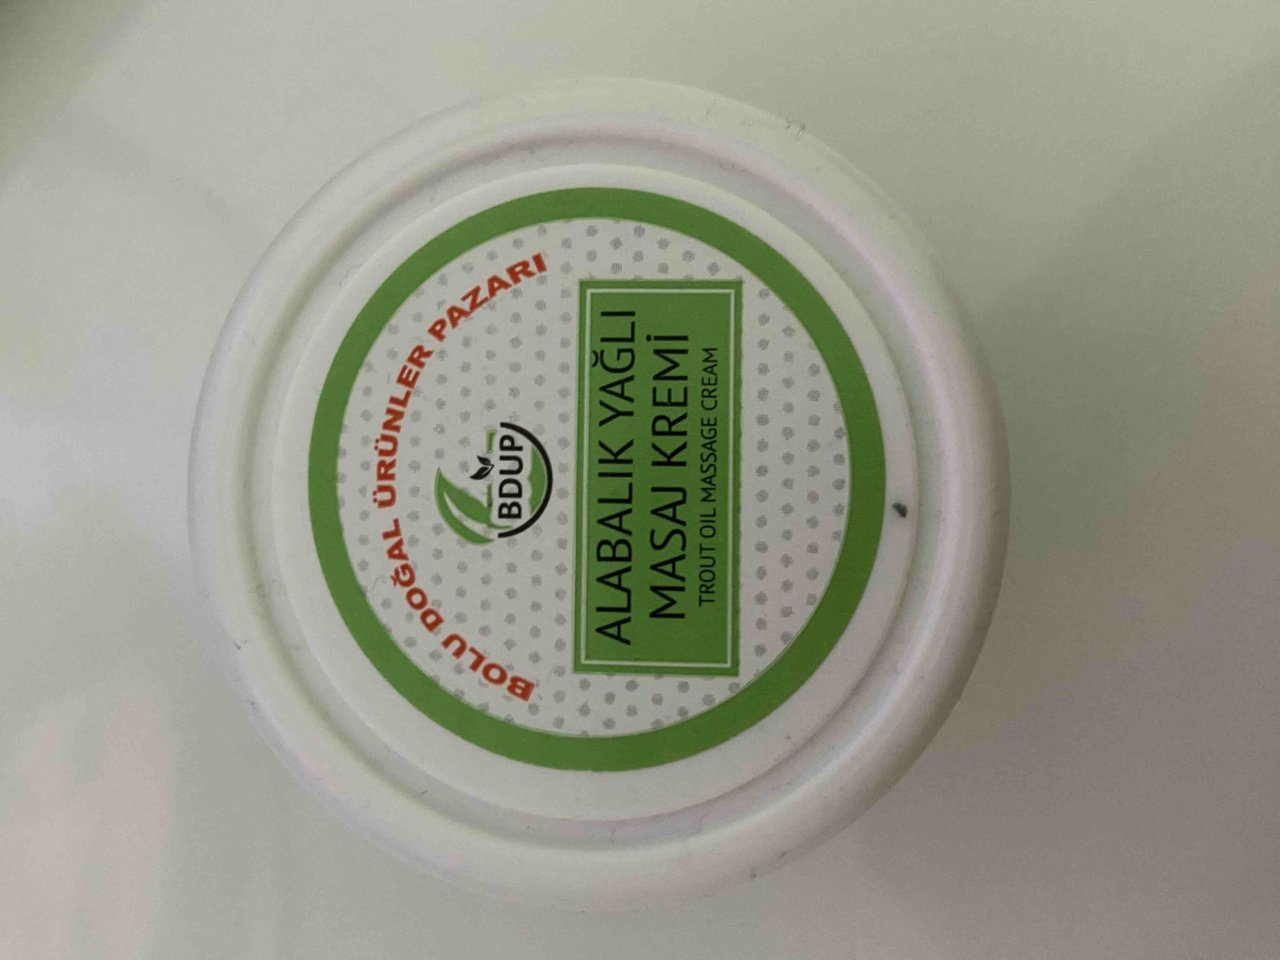 BOLU DOĞAL ÜRÜNLER PAZARI
BDUP
ALABALIK YAĞLI
MASAJ KREMİ
TROUT OIL MASSAGE CREAM